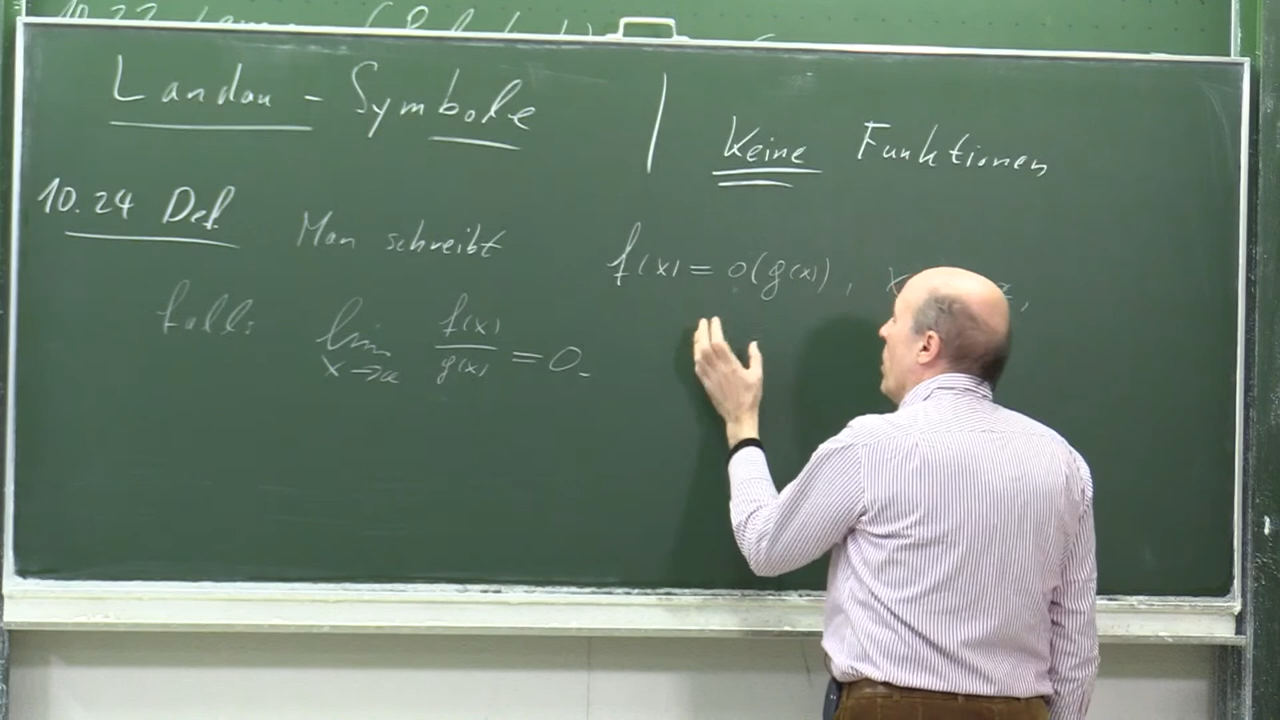 Landau - Symbole | Keine Funktionen
10.24 Def. Man schreibt f(x) = o(g(x)), x
falls lim x→a f(x)/g(x) = 0.